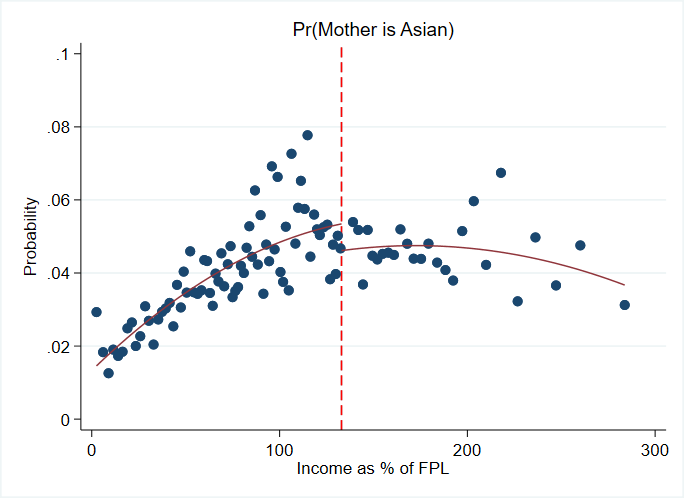 Pr(Mother is Asian)
.1
.08
.06
.04
.02
0
Probability
0 100 200 300
Income as % of FPL